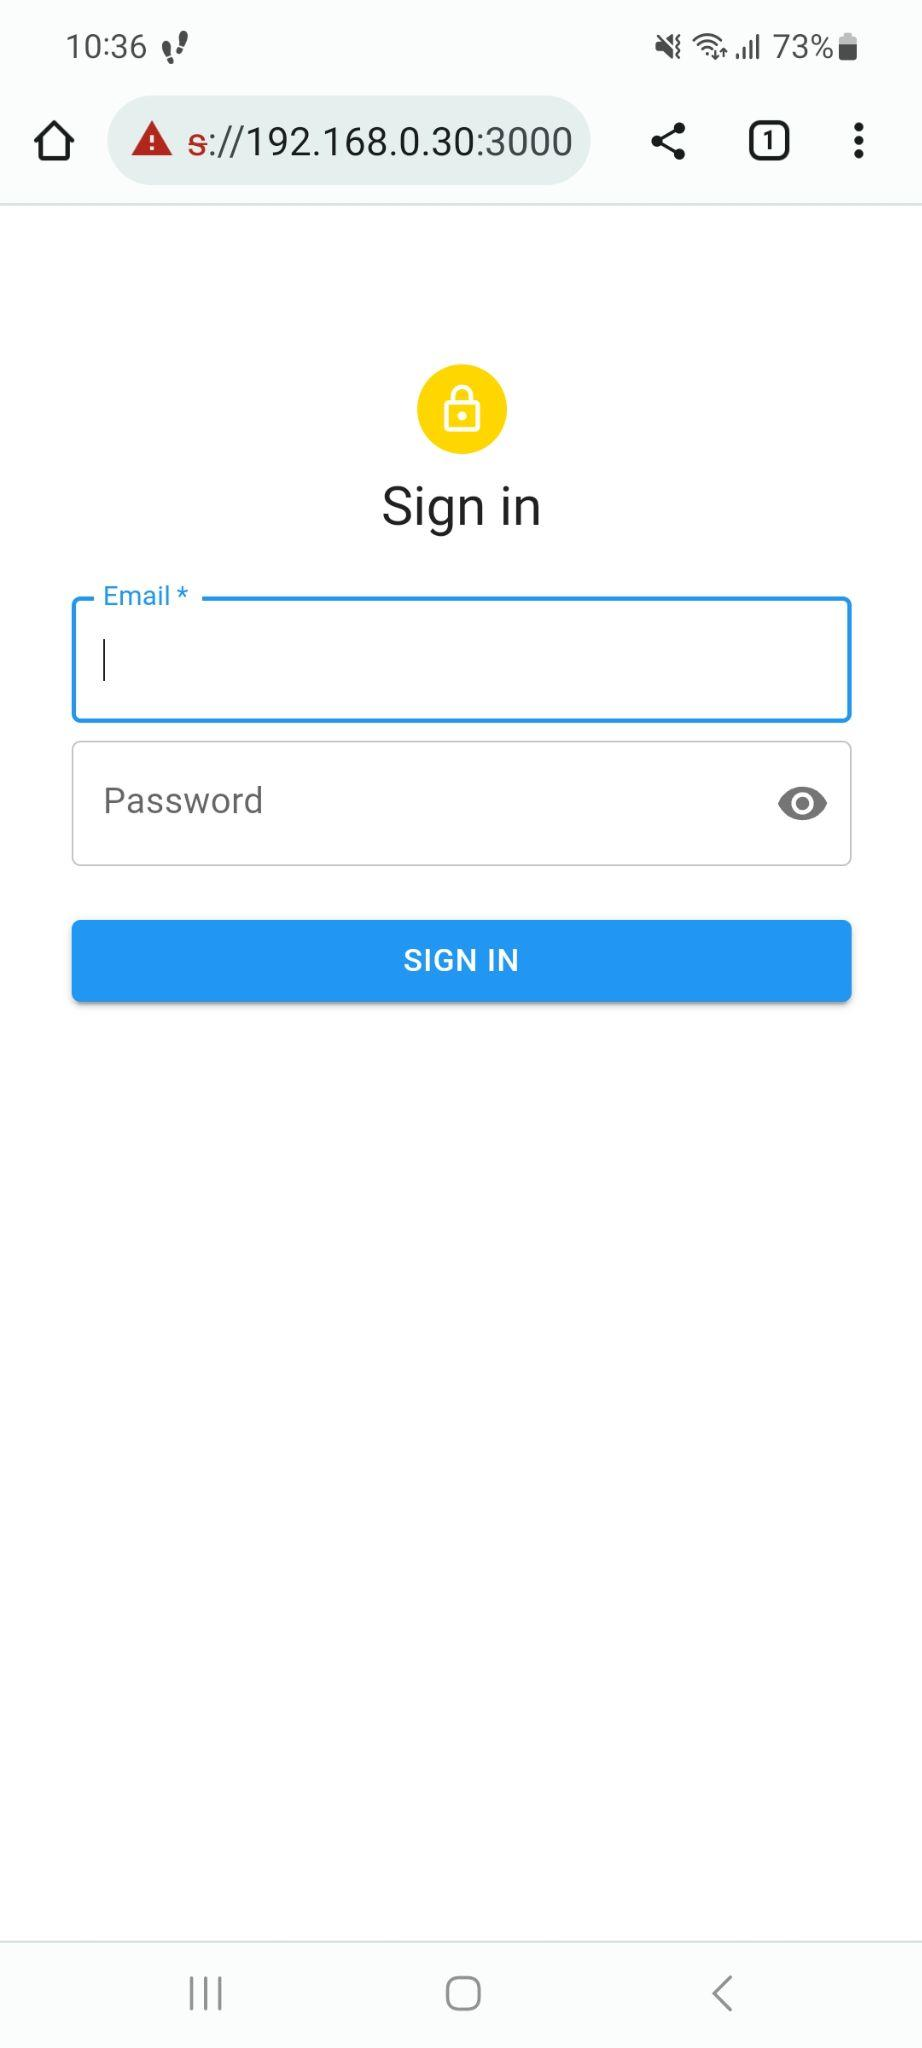 10:36
73%
s://192.168.0.30:3000
1
Sign in
Email *
Password
SIGN IN